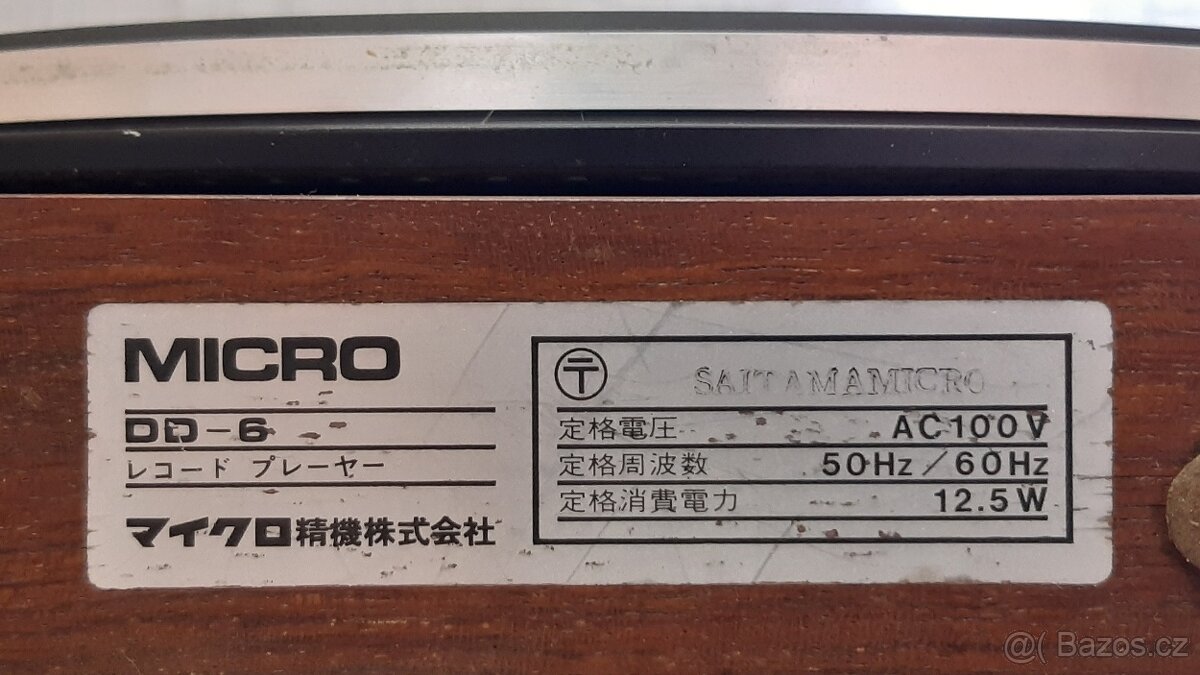 MICRO
DD-6
レコード プレーヤー
マイクロ精機株式会社
〒 SAITAMAMICRO
定格電圧 AC100V
定格周波数 50Hz/60Hz
定格消費電力 12.5W
@( Bazos.cz